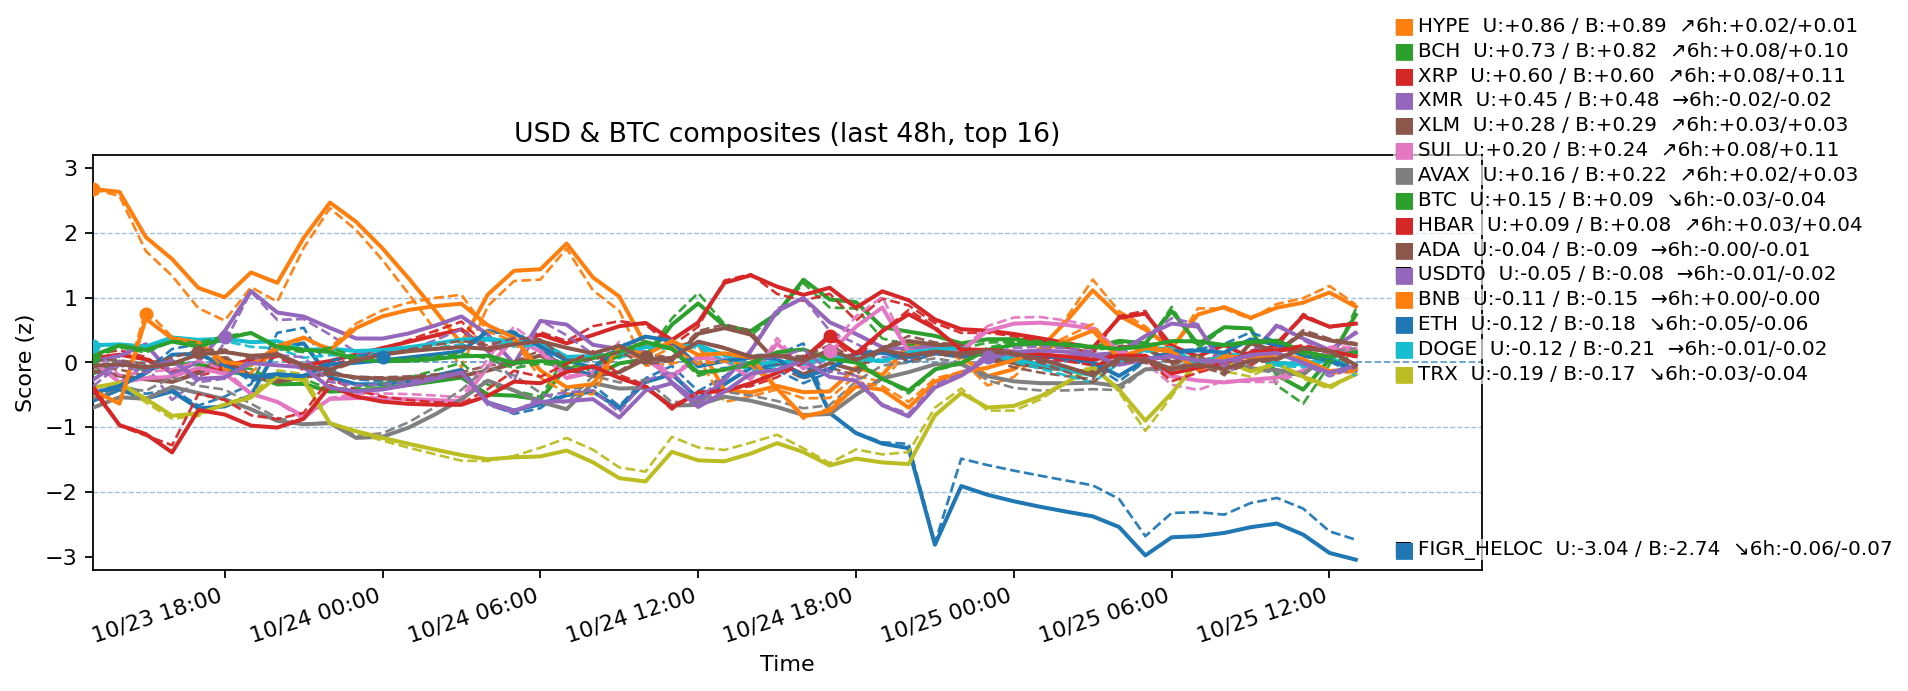 HYPE  U:+0.86 / B:+0.89  ↗6h:+0.02/+0.01
BCH  U:+0.73 / B:+0.82  ↗6h:+0.08/+0.10
XRP  U:+0.60 / B:+0.60  ↗6h:+0.08/+0.11
XMR  U:+0.45 / B:+0.48  →6h:-0.02/-0.02
XLM  U:+0.28 / B:+0.29  ↗6h:+0.03/+0.03
SUI  U:+0.20 / B:+0.24  ↗6h:+0.08/+0.11
AVAX  U:+0.16 / B:+0.22  ↗6h:+0.02/+0.03
BTC  U:+0.15 / B:+0.09  ↘6h:-0.03/-0.04
HBAR  U:+0.09 / B:+0.08  ↗6h:+0.03/+0.04
ADA  U:-0.04 / B:-0.09  →6h:-0.00/-0.01
USDT0  U:-0.05 / B:-0.08  →6h:-0.01/-0.02
BNB  U:-0.11 / B:-0.15  →6h:+0.00/-0.00
ETH  U:-0.12 / B:-0.18  ↘6h:-0.05/-0.06
DOGE  U:-0.12 / B:-0.21  →6h:-0.01/-0.02
TRX  U:-0.19 / B:-0.17  ↘6h:-0.03/-0.04
FIGR_HELOC  U:-3.04 / B:-2.74  ↘6h:-0.06/-0.07
USD & BTC composites (last 48h, top 16)
Score (z)
3
2
1
0
−1
−2
−3
10/23 18:00
10/24 00:00
10/24 06:00
10/24 12:00
10/24 18:00
10/25 00:00
10/25 06:00
10/25 12:00
Time